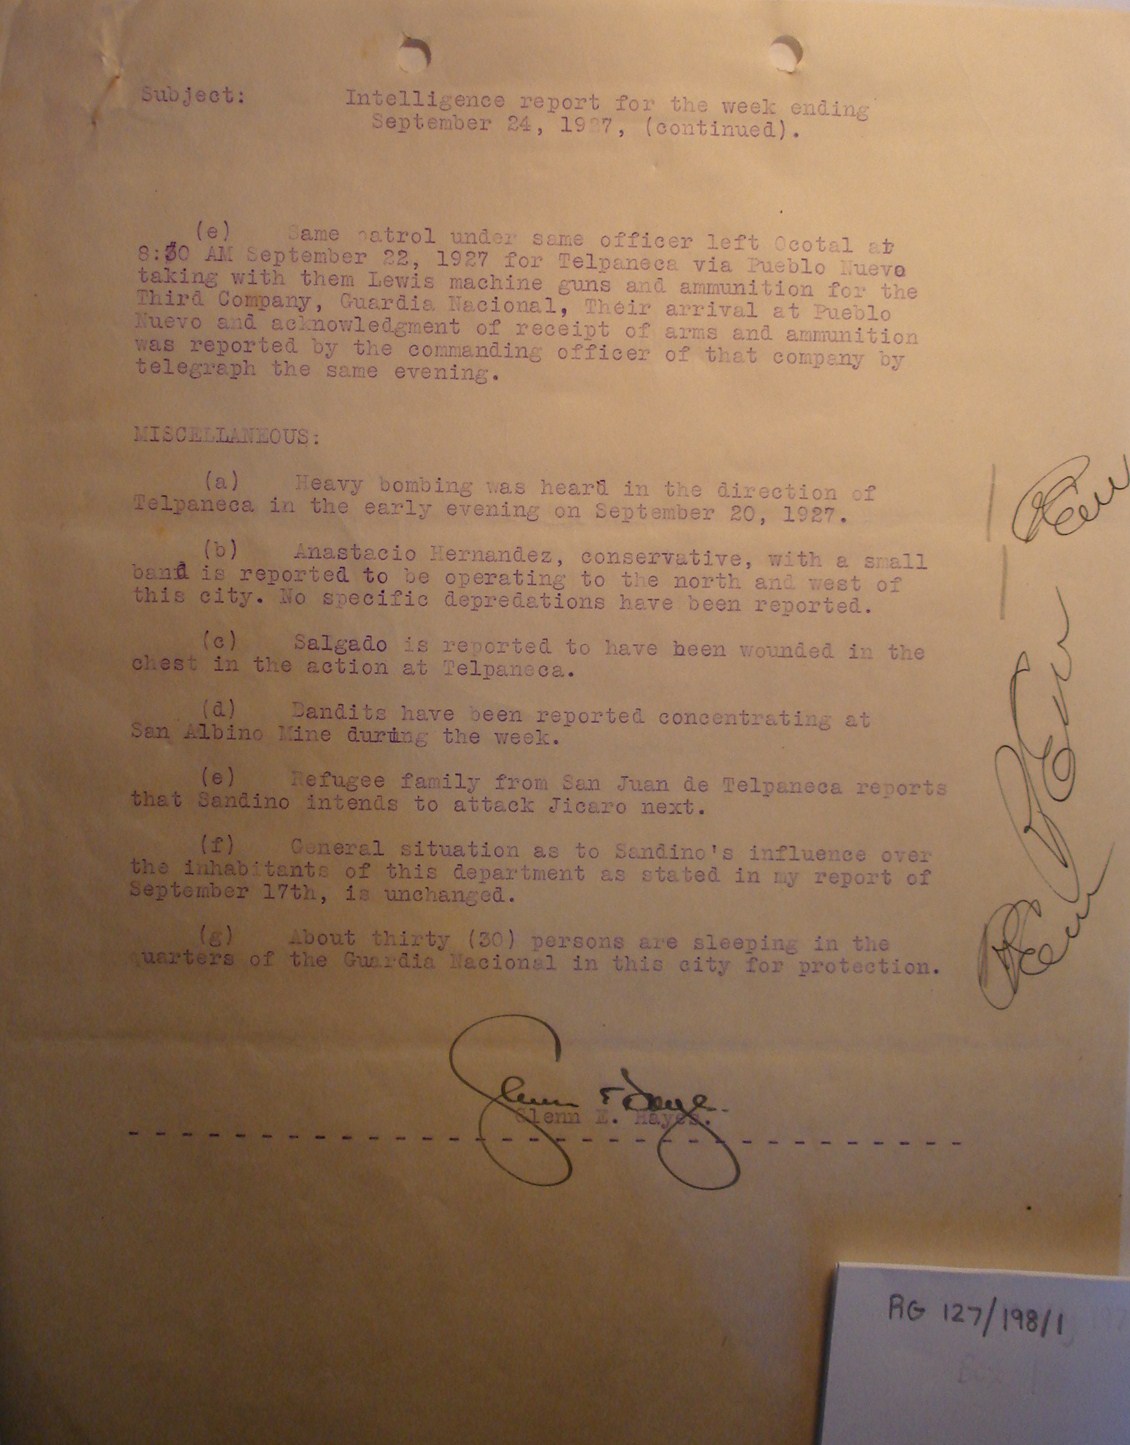 Subject: Intelligence report for the week ending
September 24, 1927, (continued).
(e) Same patrol under same officer left Ocotal at
8:30 AM September 22, 1927 for Telpaneca via Pueblo Nuevo
taking with them Lewis machine guns and ammunition for the
Third Company, Guardia Nacional, Their arrival at Pueblo
Nuevo and acknowledgment of receipt of arms and ammunition
was reported by the commanding officer of that company by
telegraph the same evening.
MISCELLANEOUS:
(a) Heavy bombing was heard in the direction of
Telpaneca in the early evening on September 20, 1927.
(b) Anastacio Hernandez, conservative, with a small
band is reported to be operating to the north and west of
this city. No specific depredations have been reported.
(c) Salgado is reported to have been wounded in the
chest in the action at Telpaneca.
(d) Bandits have been reported concentrating at
San Albino Mine during the week.
(e) Refugee family from San Juan de Telpaneca reports
that Sandino intends to attack Jicaro next.
(f) General situation as to Sandino's influence over
the inhabitants of this department as stated in my report of
September 17th, is unchanged.
(g) About thirty (30) persons are sleeping in the
quarters of the Guardia Nacional in this city for protection.
Glenn E. Hayes
Glenn E. Hayes.
RG 127/198/1